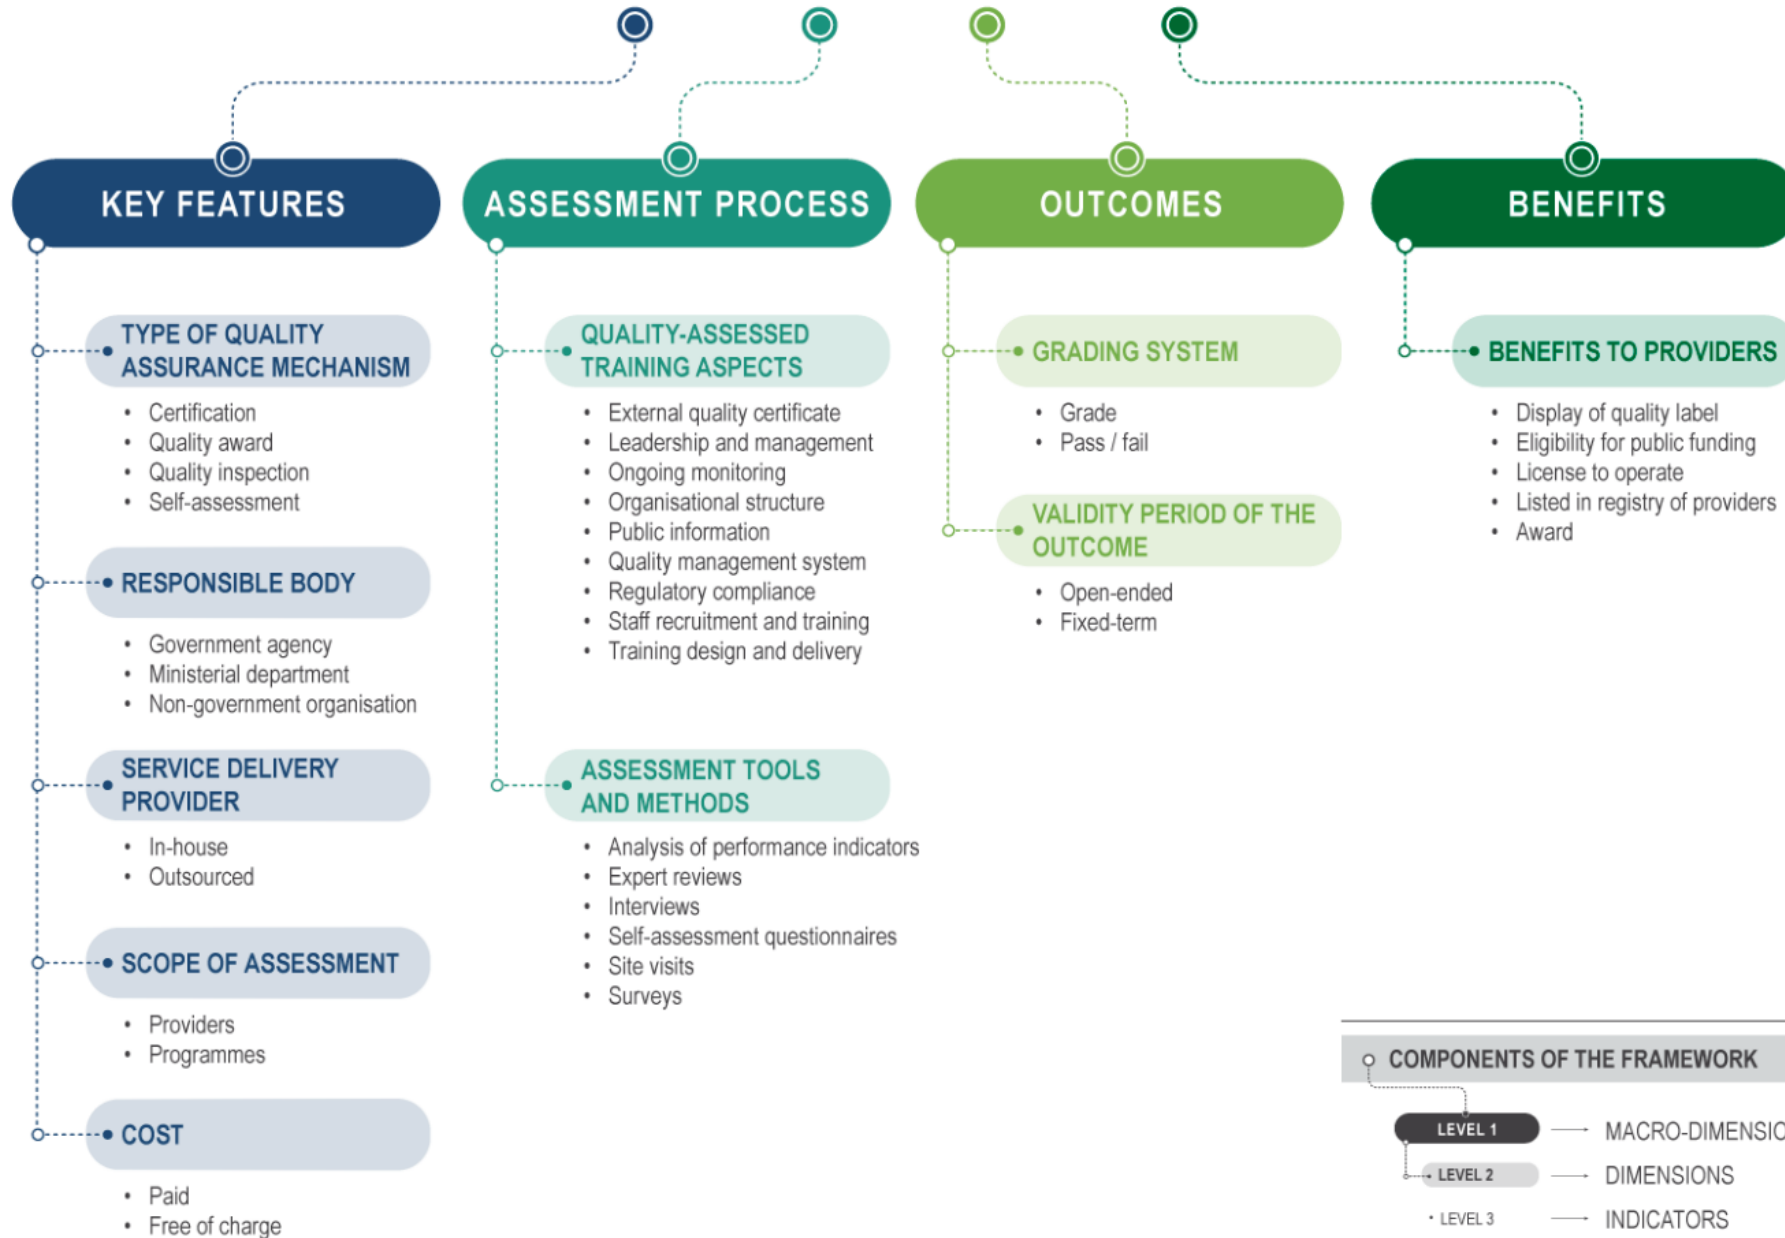 KEY FEATURES
TYPE OF QUALITY
ASSURANCE MECHANISM
• Certification
• Quality award
• Quality inspection
• Self-assessment
RESPONSIBLE BODY
• Government agency
• Ministerial department
• Non-government organisation
SERVICE DELIVERY
PROVIDER
• In-house
• Outsourced
SCOPE OF ASSESSMENT
• Providers
• Programmes
COST
• Paid
• Free of charge
ASSESSMENT PROCESS
QUALITY-ASSESSED
TRAINING ASPECTS
• External quality certificate
• Leadership and management
• Ongoing monitoring
• Organisational structure
• Public information
• Quality management system
• Regulatory compliance
• Staff recruitment and training
• Training design and delivery
ASSESSMENT TOOLS
AND METHODS
• Analysis of performance indicators
• Expert reviews
• Interviews
• Self-assessment questionnaires
• Site visits
• Surveys
OUTCOMES
GRADING SYSTEM
• Grade
• Pass / fail
VALIDITY PERIOD OF THE
OUTCOME
• Open-ended
• Fixed-term
BENEFITS
BENEFITS TO PROVIDERS
• Display of quality label
• Eligibility for public funding
• License to operate
• Listed in registry of providers
• Award
COMPONENTS OF THE FRAMEWORK
LEVEL 1 → MACRO-DIMENSIO
LEVEL 2 → DIMENSIONS
• LEVEL 3 → INDICATORS